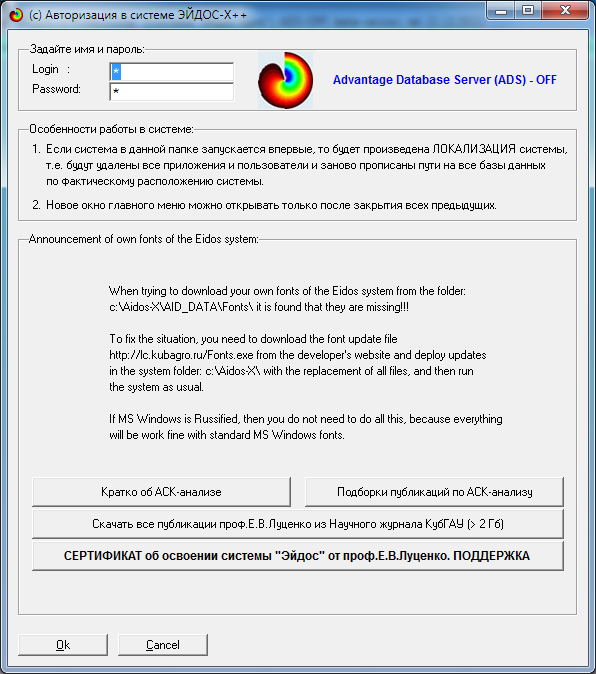 (c) Авторизация в системе ЭЙДОС-X++
Задайте имя и пароль:
Login :
*
Password:
*
Advantage Database Server (ADS) - OFF
Особенности работы в системе:
1. Если система в данной папке запускается впервые, то будет произведена ЛОКАЛИЗАЦИЯ системы,
т.е. будут удалены все приложения и пользователи и заново прописаны пути на все базы данных
по фактическому расположению системы.
2. Новое окно главного меню можно открывать только после закрытия всех предыдущих.
Announcement of own fonts of the Eidos system:
When trying to download your own fonts of the Eidos system from the folder:
c:\Aidos-X\AID_DATA\Fonts\ it is found that they are missing!!!
To fix the situation, you need to download the font update file
http://lc.kubagro.ru/Fonts.exe from the developer's website and deploy updates
in the system folder: c:\Aidos-X\ with the replacement of all files, and then run
the system as usual.
If MS Windows is Russified, then you do not need to do all this, because everything
will be work fine with standard MS Windows fonts.
Кратко об АСК-анализе
Подборки публикаций по АСК-анализу
Скачать все публикации проф.Е.В.Луценко из Научного журнала КубГАУ (> 2 Гб)
СЕРТИФИКАТ об освоении системы "Эйдос" от проф.Е.В.Луценко. ПОДДЕРЖКА
Ok
Cancel